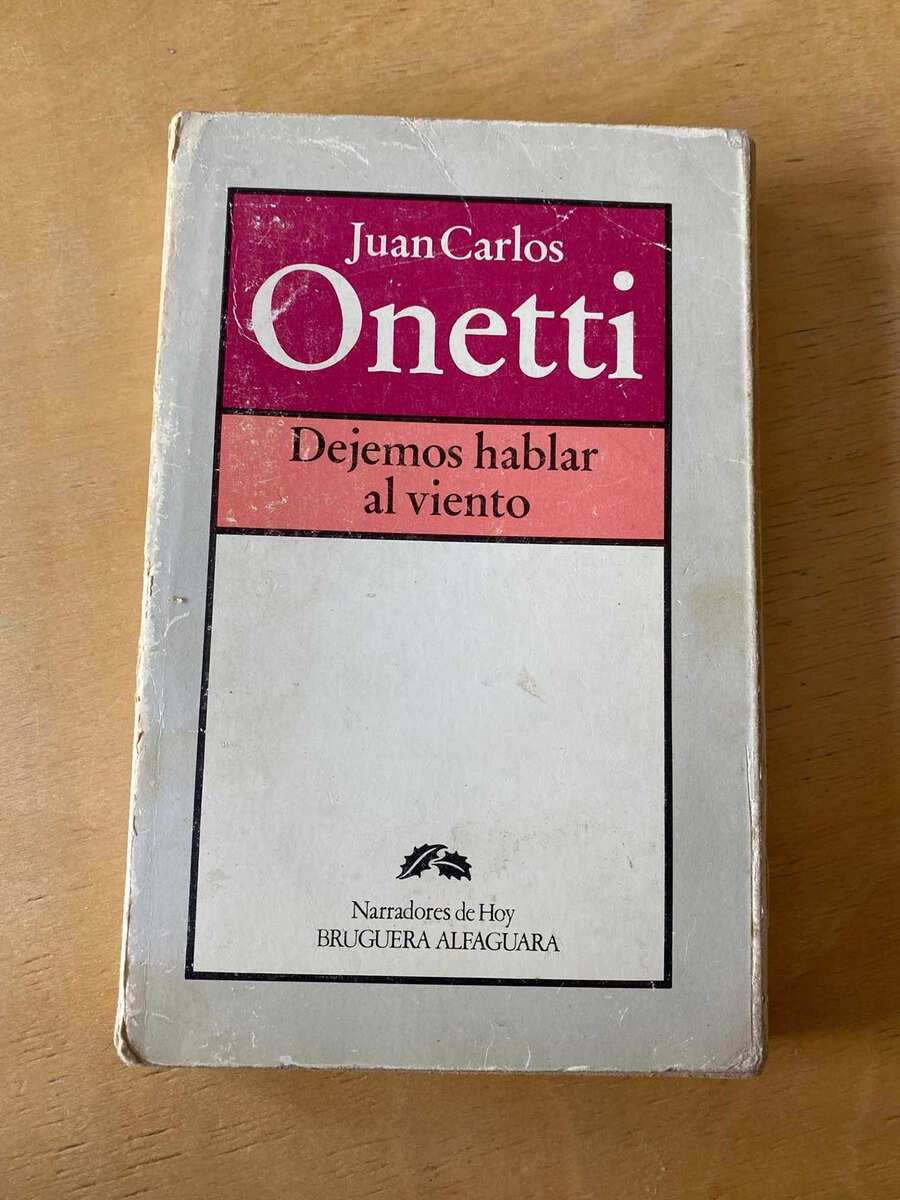 Juan Carlos
Onetti
Dejemos hablar
al viento
Narradores de Hoy
BRUGUERA ALFAGUARA